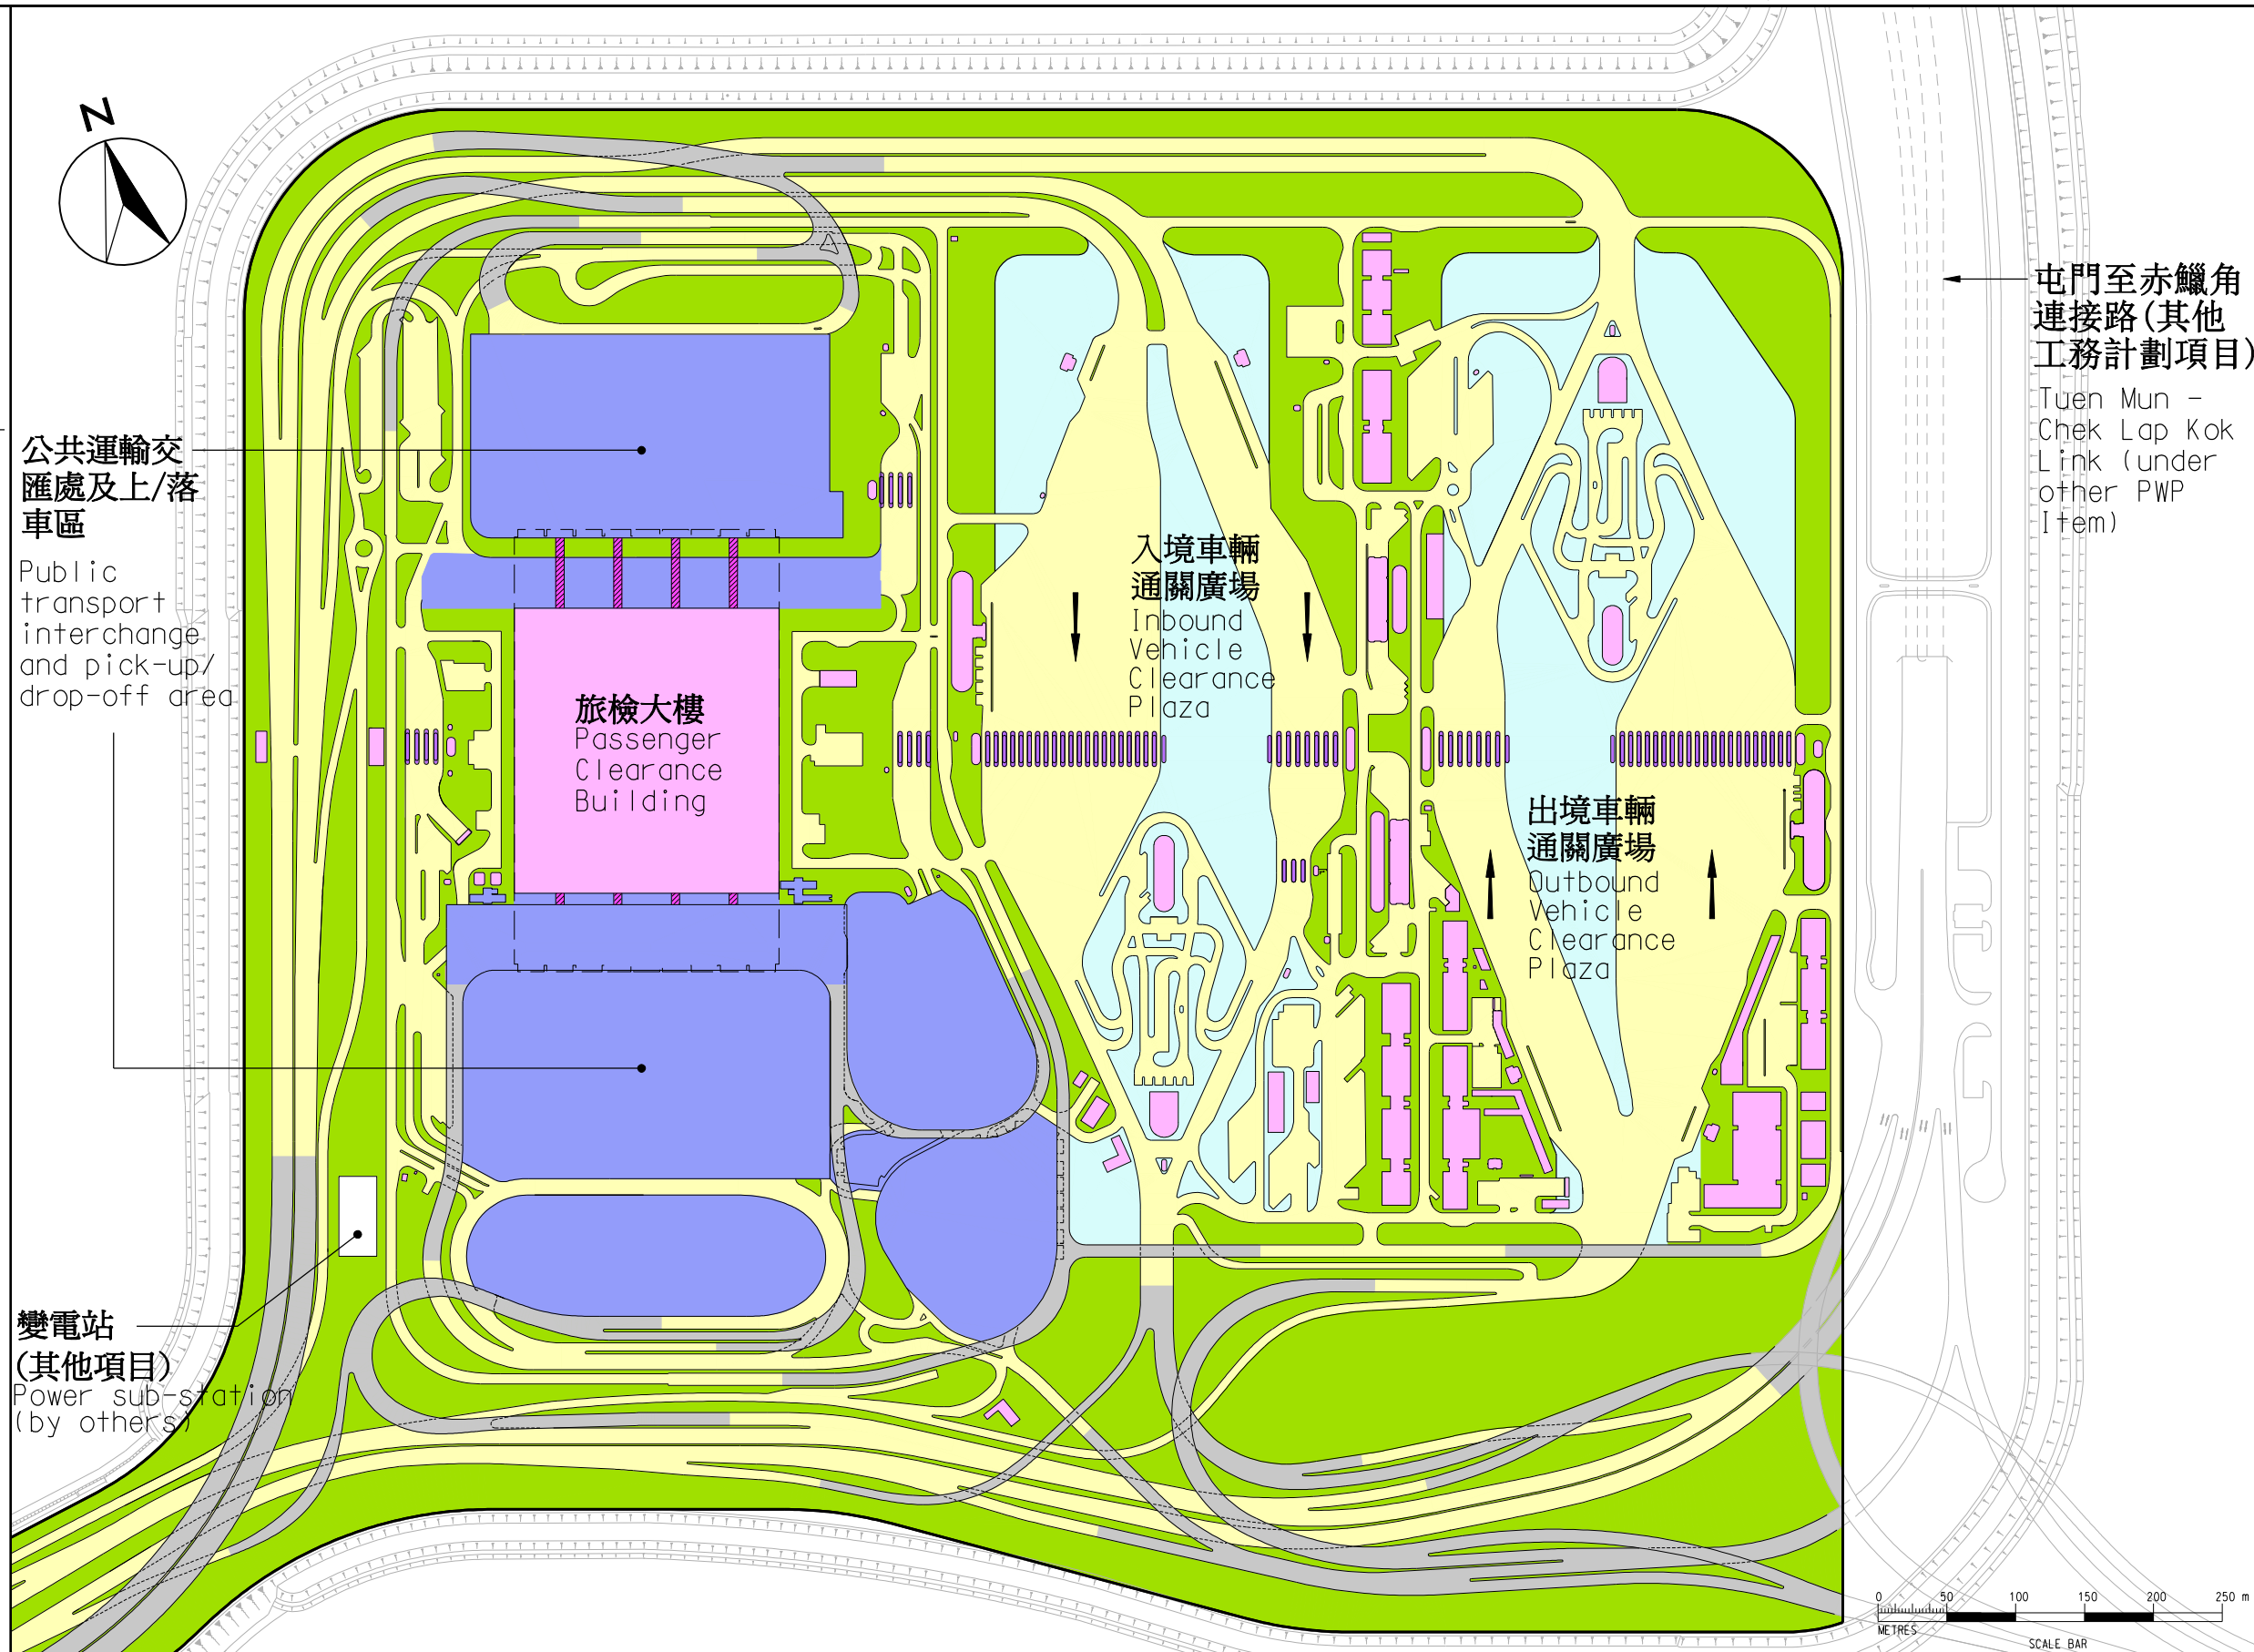 N
公共運輸交
匯處及上/落
車區
Public
transport
interchange
and pick-up/
drop-off area
旅檢大樓
Passenger
Clearance
Building
入境車輛
通關廣場
Inbound
Vehicle
Clearance
Plaza
出境車輛
通關廣場
Outbound
Vehicle
Clearance
Plaza
屯門至赤鱲角
連接路(其他
工務計劃項目)
Tuen Mun -
Chek Lap Kok
Link (under
other PWP
Item)
變電站
(其他項目)
Power sub-station
(by others)
0 50 100 150 200 250 m
METRES
SCALE BAR